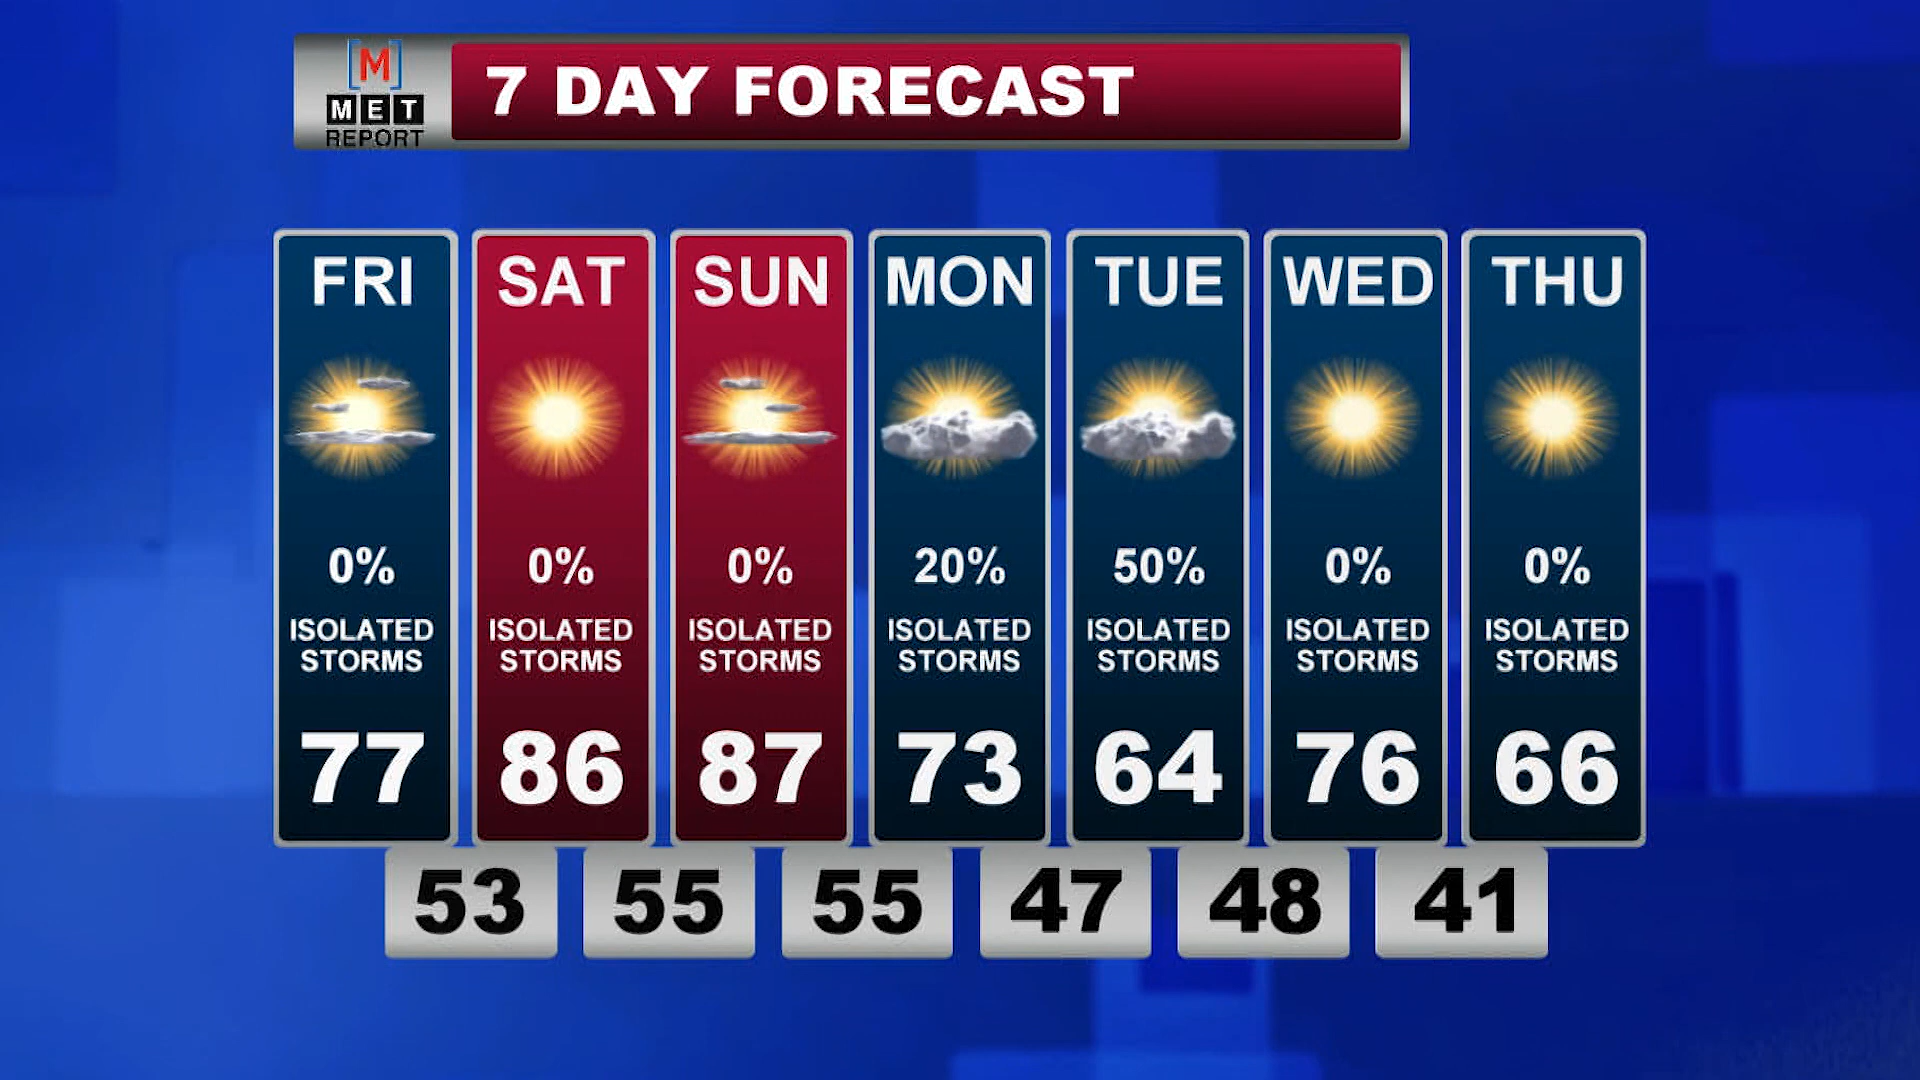 [M]
MET
REPORT
7 DAY FORECAST
FRI
0%
ISOLATED
STORMS
77
SAT
0%
ISOLATED
STORMS
86
SUN
0%
ISOLATED
STORMS
87
MON
20%
ISOLATED
STORMS
73
TUE
50%
ISOLATED
STORMS
64
WED
0%
ISOLATED
STORMS
76
THU
0%
ISOLATED
STORMS
66
53 55 55 47 48 41